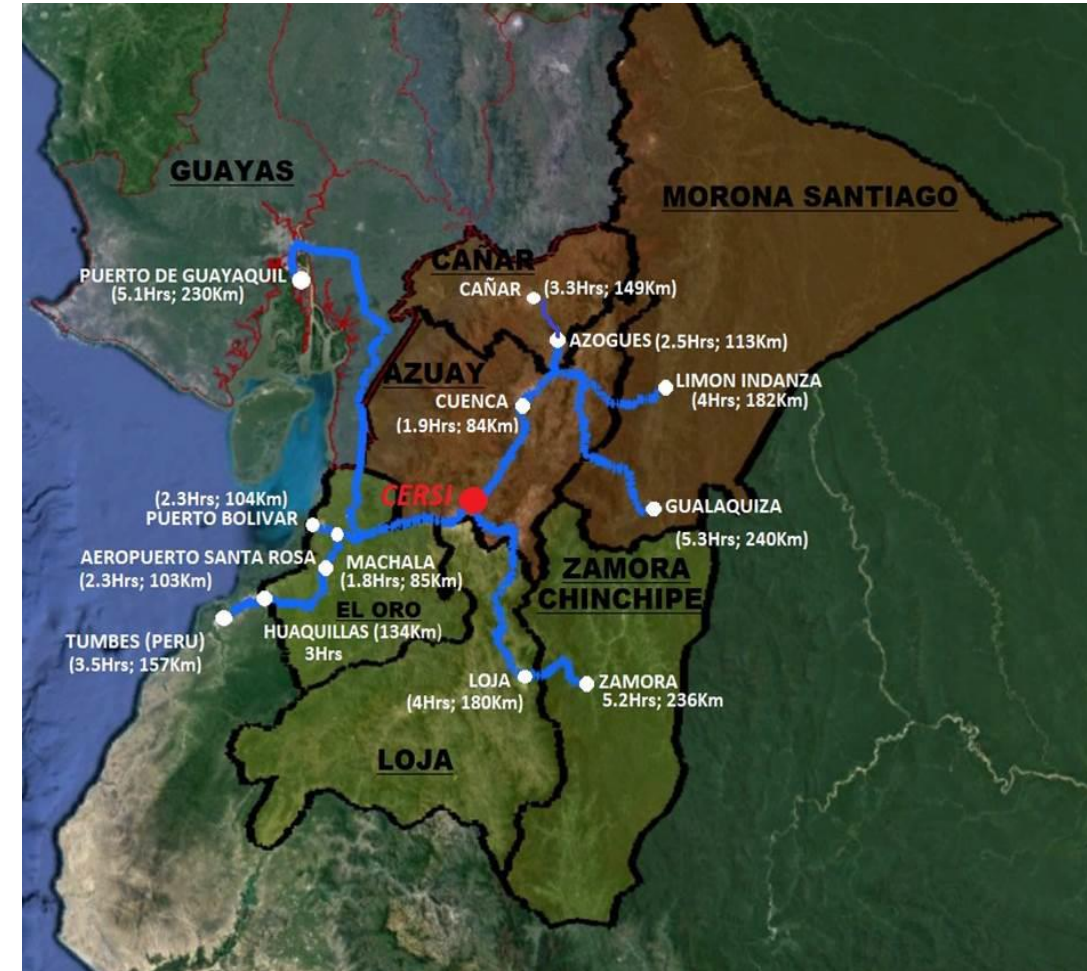 GUAYAS
MORONA SANTIAGO
CAÑAR
PUERTO DE GUAYAQUIL
(5.1Hrs; 230Km)
CAÑAR (3.3Hrs; 149Km)
AZOGUES (2.5Hrs; 113Km)
AZUAY
LIMON INDANZA
(4Hrs; 182Km)
CUENCA
(1.9Hrs; 84Km)
CERSI
(2.3Hrs; 104Km)
PUERTO BOLIVAR
GUALAQUIZA
(5.3Hrs; 240Km)
AEROPUERTO SANTA ROSA
(2.3Hrs; 103Km)
MACHALA
(1.8Hrs; 85Km)
ZAMORA
CHINCHIPE
EL ORO
HUAQUILLAS (134Km)
3Hrs
TUMBES (PERU)
(3.5Hrs; 157Km)
LOJA
(4Hrs; 180Km)
ZAMORA
5.2Hrs; 236Km
LOJA